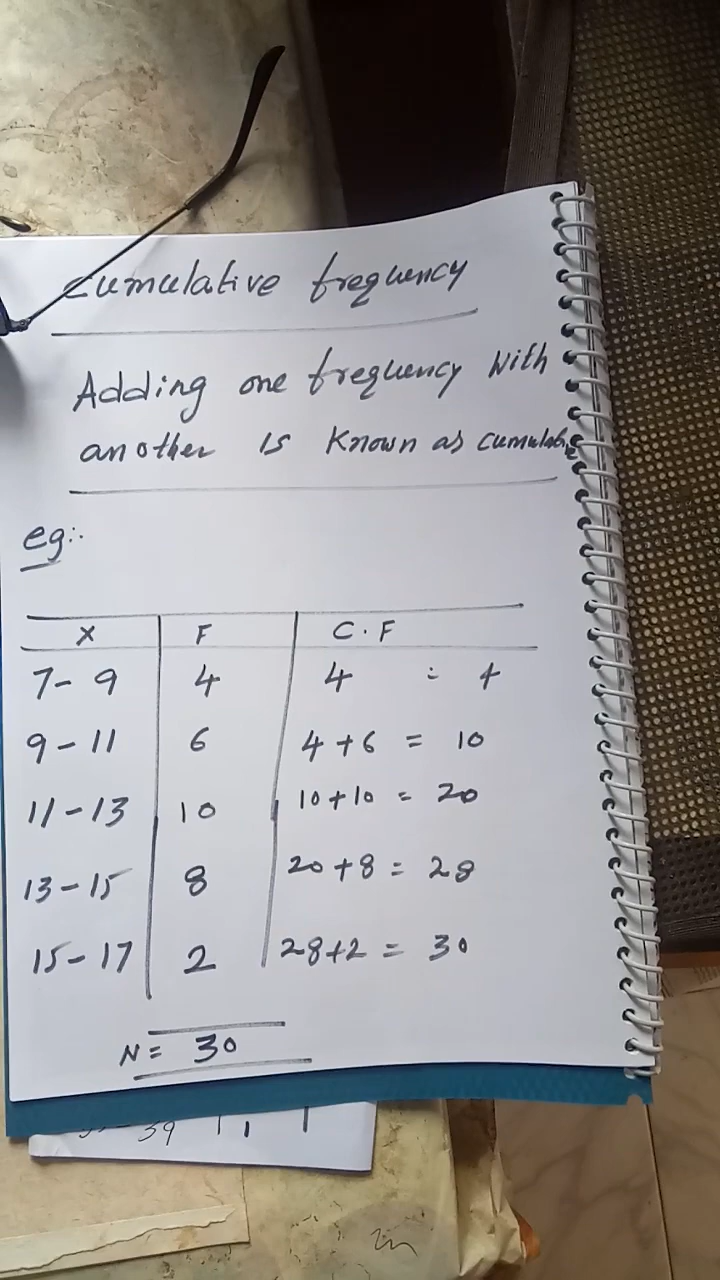 cumulative frequency
Adding one frequency with
another is known as cumulative
eg:-
X F C.F
7-9 4 4 = 4
9-11 6 4+6 = 10
11-13 10 10+10 = 20
13-15 8 20+8 = 28
15-17 2 28+2 = 30
N = 30
39